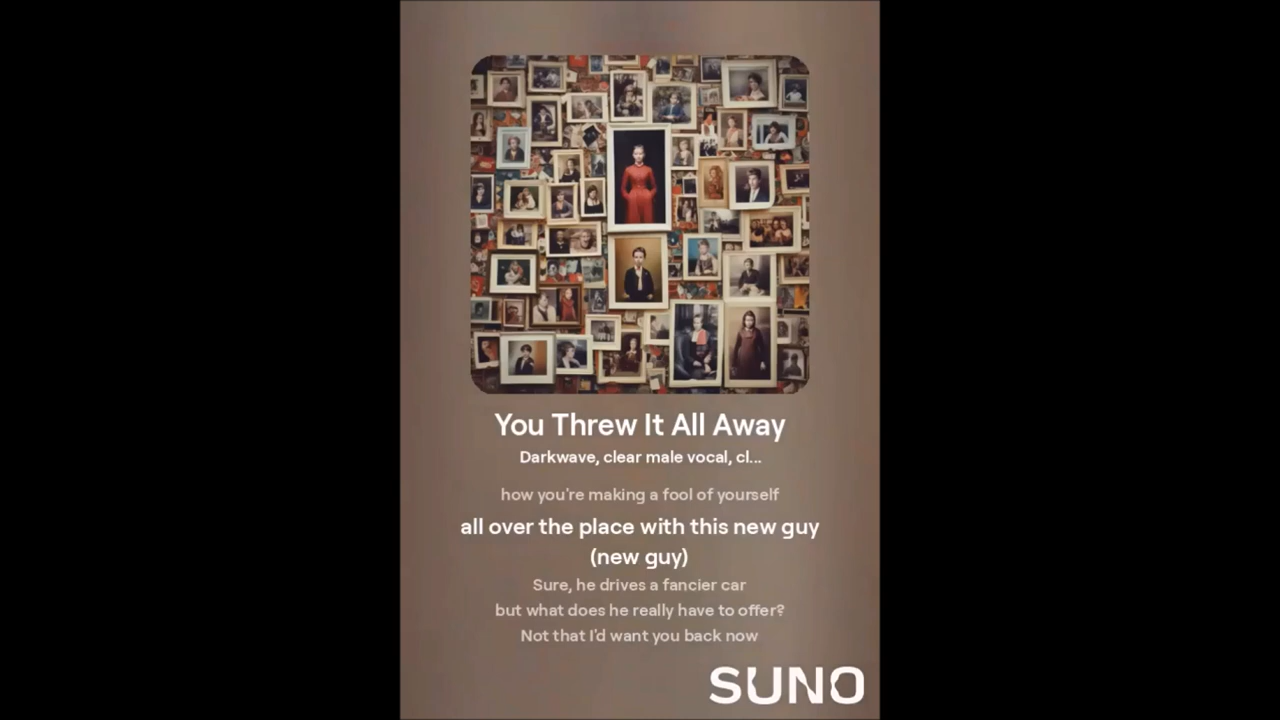 You Threw It All Away
Darkwave, clear male vocal, cl...
how you're making a fool of yourself
all over the place with this new guy
(new guy)
Sure, he drives a fancier car
but what does he really have to offer?
Not that I'd want you back now
SUNO